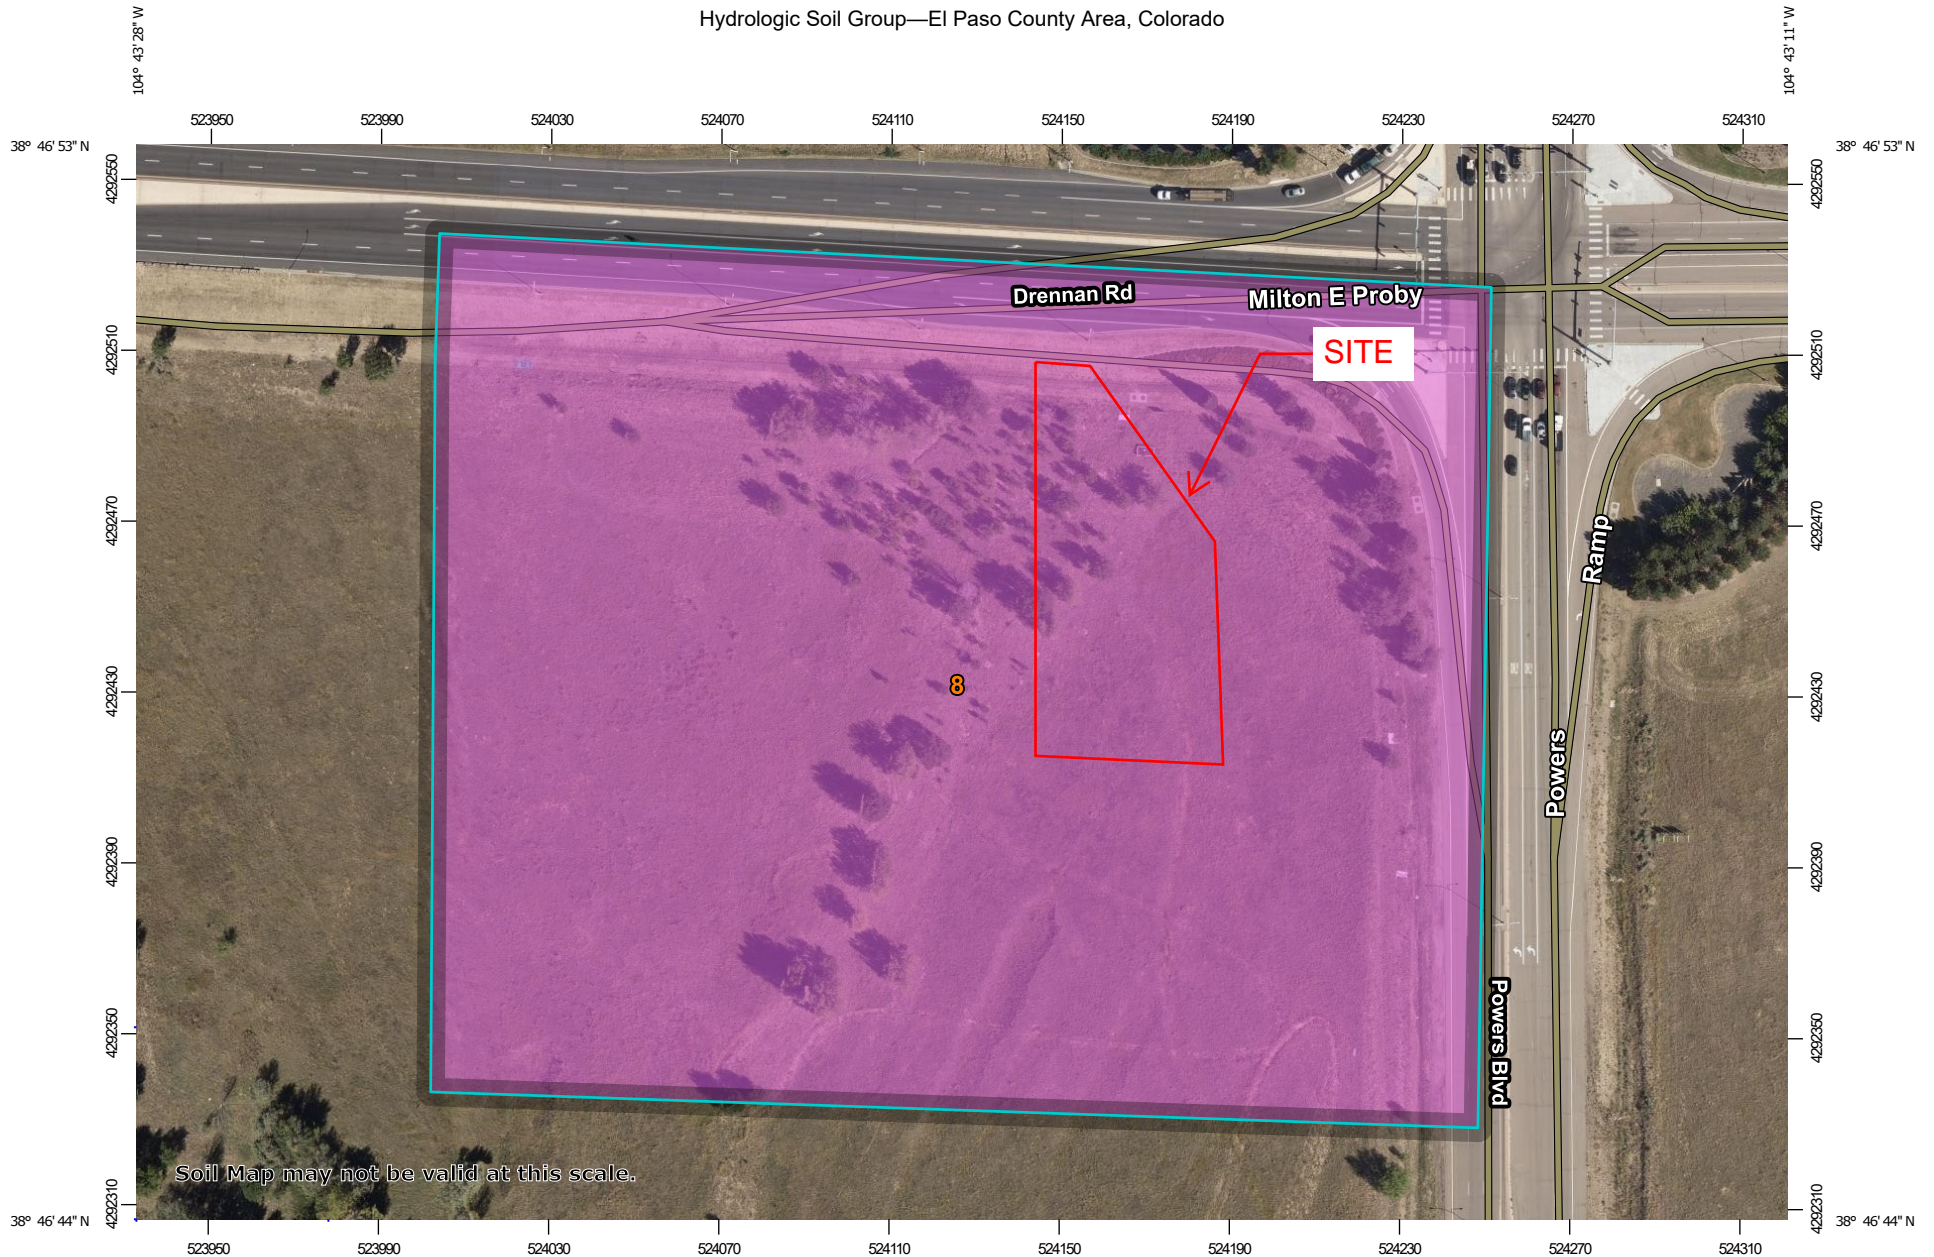 Hydrologic Soil Group—El Paso County Area, Colorado
104° 43' 28" W
104° 43' 11" W
523950 523990 524030 524070 524110 524150 524190 524230 524270 524310
38° 46' 53" N
38° 46' 53" N
4292550
4292550
Drennan Rd
Milton E Proby
4292510
4292510
SITE
4292470
4292470
Ramp
8
4292430
4292430
Powers
4292390
4292390
4292350
4292350
Powers Blvd
Soil Map may not be valid at this scale.
4292310
4292310
38° 46' 44" N
38° 46' 44" N
523950 523990 524030 524070 524110 524150 524190 524230 524270 524310